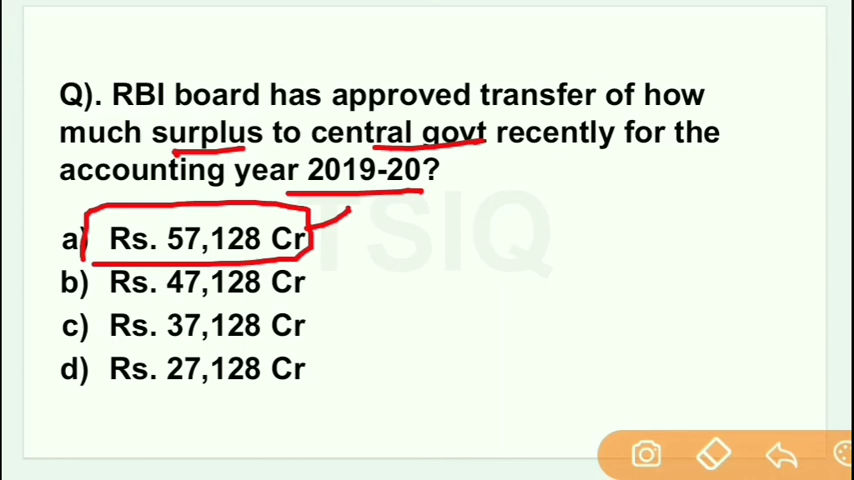 Q). RBI board has approved transfer of how
much surplus to central govt recently for the
accounting year 2019-20?
a) Rs. 57,128 Cr
b) Rs. 47,128 Cr
c) Rs. 37,128 Cr
d) Rs. 27,128 Cr
TSIQ